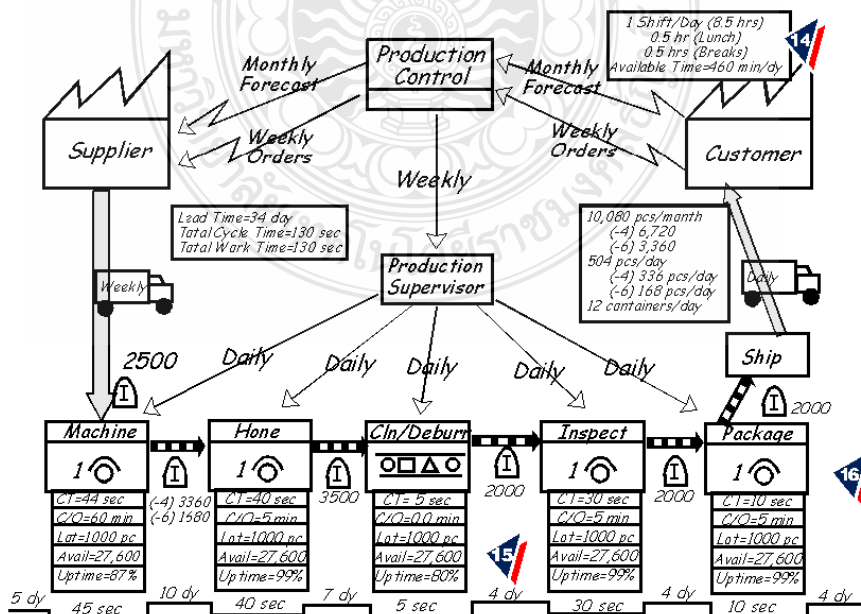 1 Shift/Day (8.5 hrs)
0.5 hr (Lunch)
0.5 hrs (Breaks)
Available Time=460 min/dy
14
Production
Control
Monthly
Forecast
Monthly
Forecast
Weekly
Orders
Weekly
Orders
Supplier
Customer
Weekly
Lead Time=34 day
Total Cycle Time=130 sec
Total Work Time=130 sec
10,080 pcs/month
(-4) 6,720
(-6) 3,360
504 pcs/day
(-4) 336 pcs/day
(-6) 168 pcs/day
12 containers/day
Production
Supervisor
Weekly
Daily
Ship
2500
Daily
Daily
Daily
Daily
Daily
I
I
2000
Machine
Hone
Cln/Deburr
Inspect
Package
1
1
1
1
I
I
I
I
(-4) 3360
(-6) 1680
3500
2000
2000
16
CT=44 sec
C/O=60 min
Lot=1000 pc
Avail=27,600
Uptime=87%
CT=40 sec
C/O=5 min
Lot=1000 pc
Avail=27,600
Uptime=99%
CT= 5 sec
C/O=0.0 min
Lot=1000 pc
Avail=27,600
Uptime=80%
15
CT=30 sec
C/O=5 min
Lot=1000 pc
Avail=27,600
Uptime=99%
CT=10 sec
C/O=5 min
Lot=1000 pc
Avail=27,600
Uptime=99%
5 dy
45 sec
10 dy
40 sec
7 dy
5 sec
4 dy
30 sec
4 dy
10 sec
4 dy